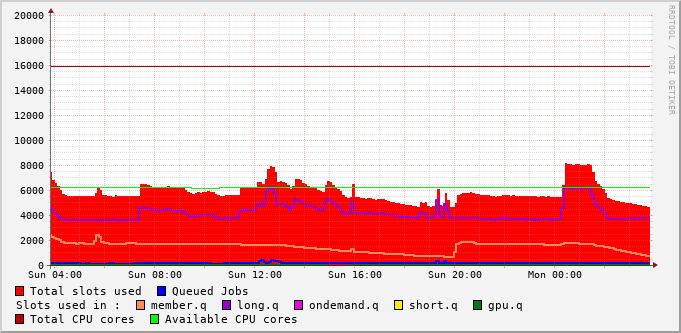 20000
18000
16000
14000
12000
10000
8000
6000
4000
2000
0
Sun 04:00 Sun 08:00 Sun 12:00 Sun 16:00 Sun 20:00 Mon 00:00
RRDTOOL / TOBI OETIKER
Total slots used Queued Jobs
Slots used in : member.q long.q ondemand.q short.q gpu.q
Total CPU cores Available CPU cores